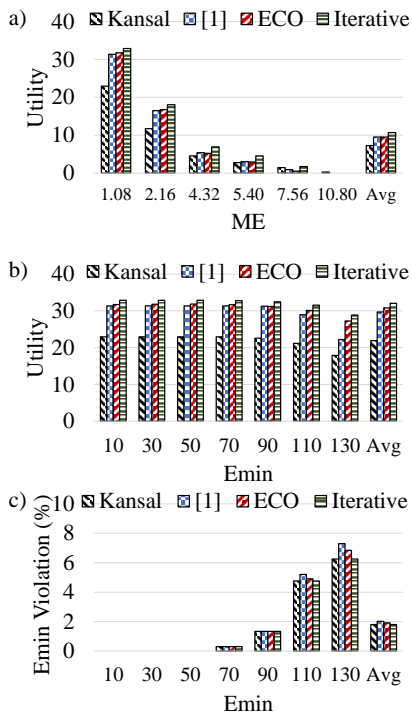 a) Kansal [1] ECO Iterative
40
30
20
10
0
Utility
1.08 2.16 4.32 5.40 7.56 10.80 Avg
ME
b) Kansal [1] ECO Iterative
40
30
20
10
0
Utility
10 30 50 70 90 110 130 Avg
Emin
c) Kansal [1] ECO Iterative
10
8
6
4
2
0
Emin Violation (%)
10 30 50 70 90 110 130 Avg
Emin